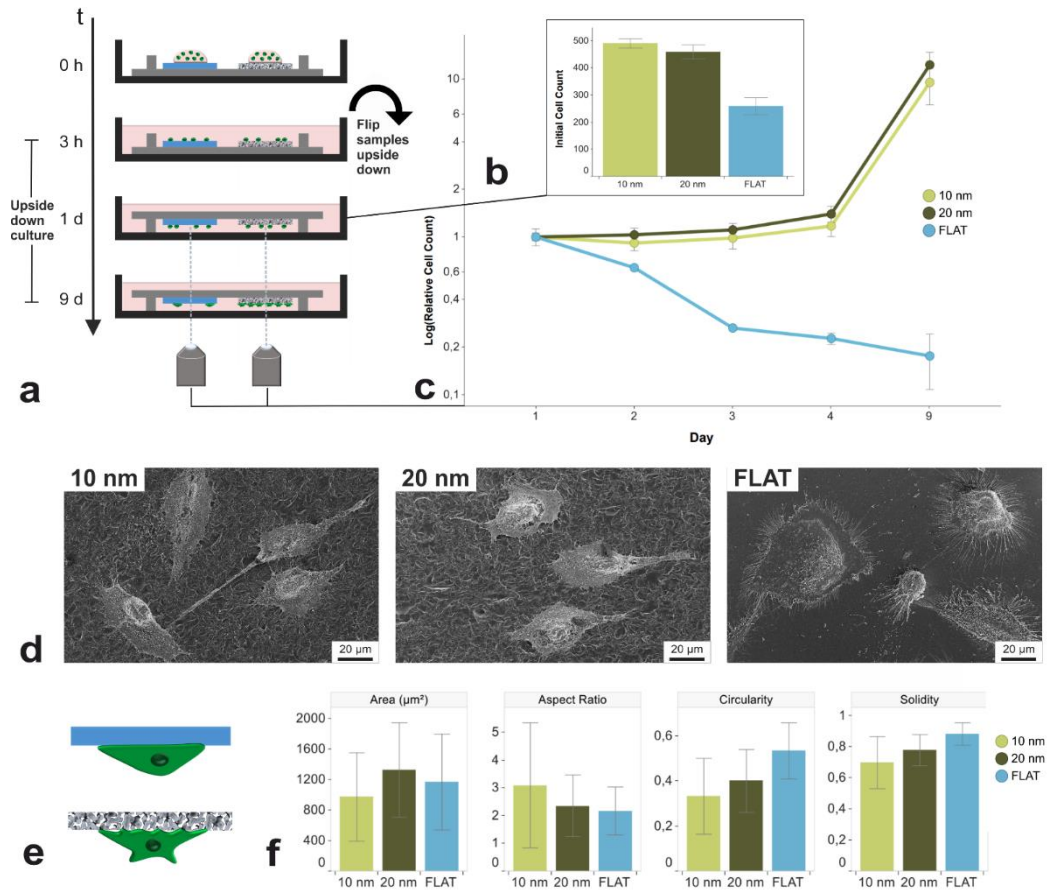 t
a
0 h
3 h
Flip
samples
upside
down
Upside
down
culture
1 d
9 d
b
Initial Cell Count
500
400
300
200
100
0
10 nm 20 nm FLAT
c
Log(Relative Cell Count)
10
6
4
2
1
0,6
0,4
0,2
0,1
1 2 3 4 9
Day
10 nm
20 nm
FLAT
d
10 nm
20 µm
20 nm
20 µm
FLAT
20 µm
e
f
Area (µm²)
2000
1600
1200
800
400
0
10 nm 20 nm FLAT
Aspect Ratio
5
4
3
2
1
0
10 nm 20 nm FLAT
Circularity
0,6
0,4
0,2
0
10 nm 20 nm FLAT
Solidity
1
0,8
0,6
0,4
0,2
0
10 nm 20 nm FLAT
10 nm
20 nm
FLAT